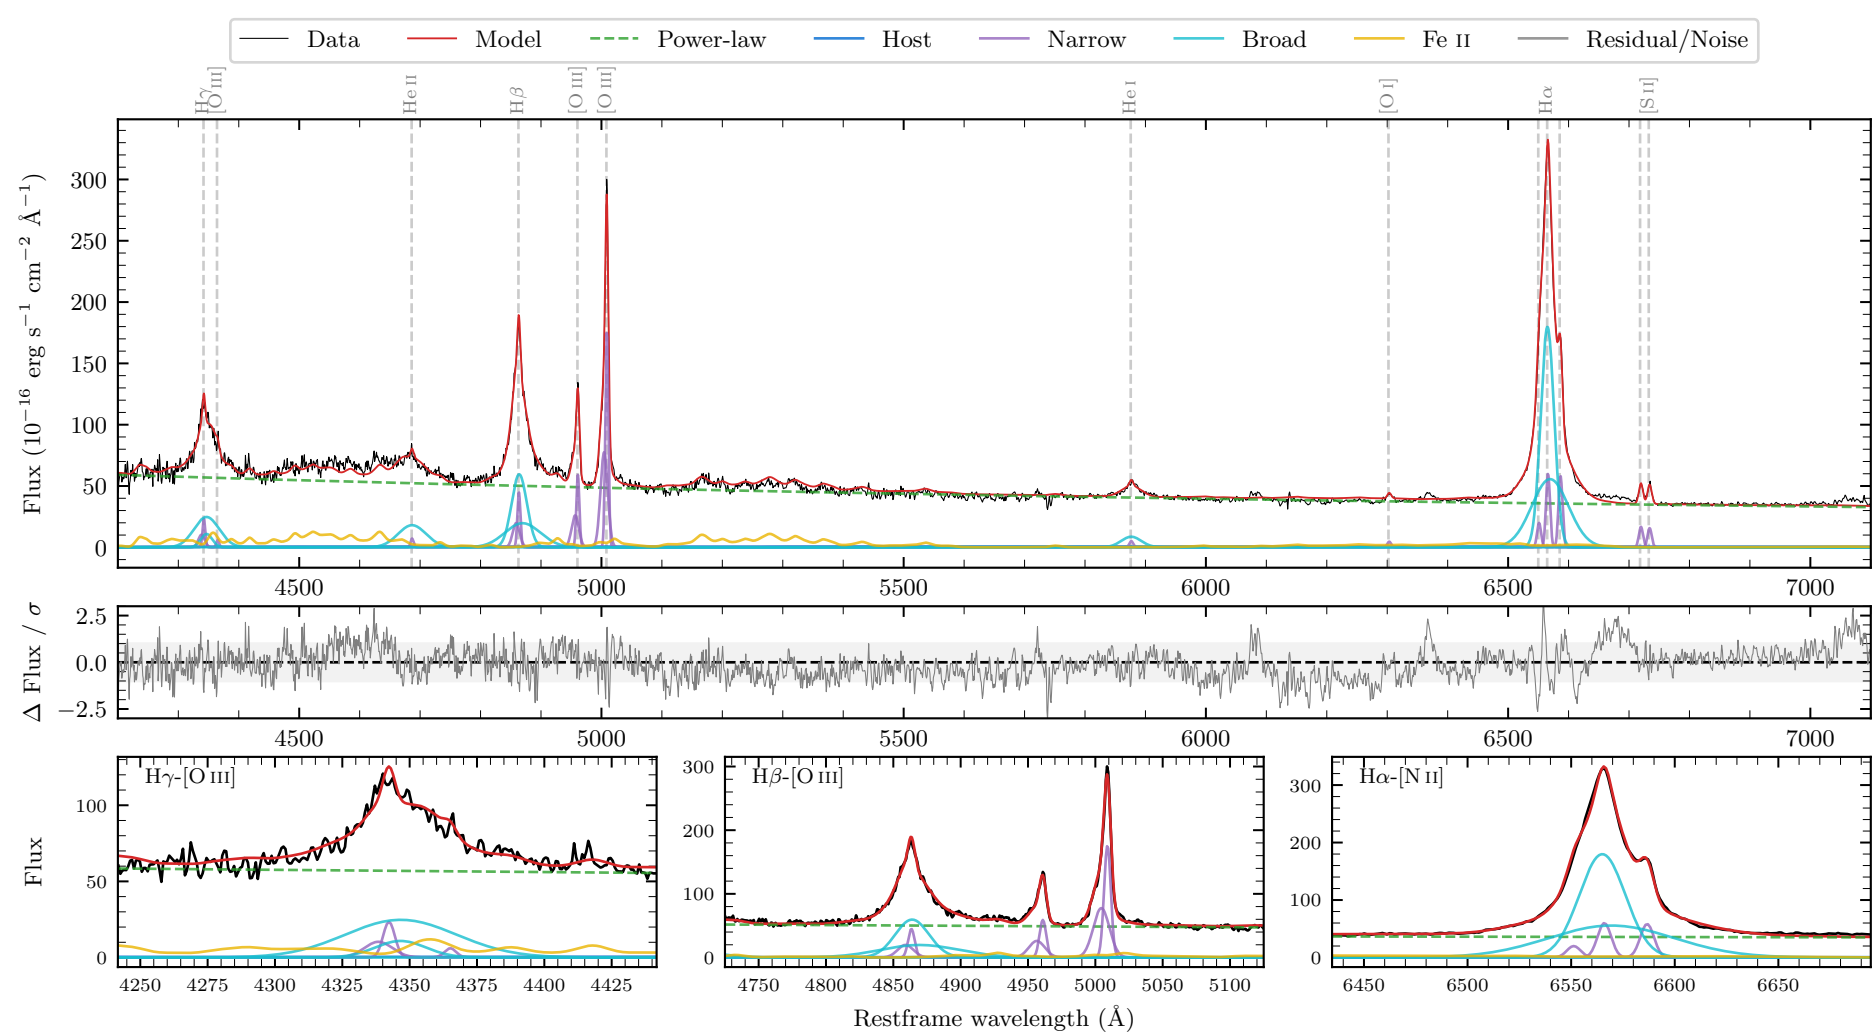 Data Model Power-law Host Narrow Broad Fe II Residual/Noise
Hγ [O III] He II Hβ [O III] [O III] He I [O I] Hα [S II]
Flux (10−16 erg s−1 cm−2 Å−1)
300
250
200
150
100
50
0
4500 5000 5500 6000 6500 7000
Δ Flux / σ
2.5
0.0
−2.5
4500 5000 5500 6000 6500 7000
Flux
Hγ-[O III]
100
50
0
4250 4275 4300 4325 4350 4375 4400 4425
Hβ-[O III]
300
200
100
0
4750 4800 4850 4900 4950 5000 5050 5100
Hα-[N II]
300
200
100
0
6450 6500 6550 6600 6650
Restframe wavelength (Å)